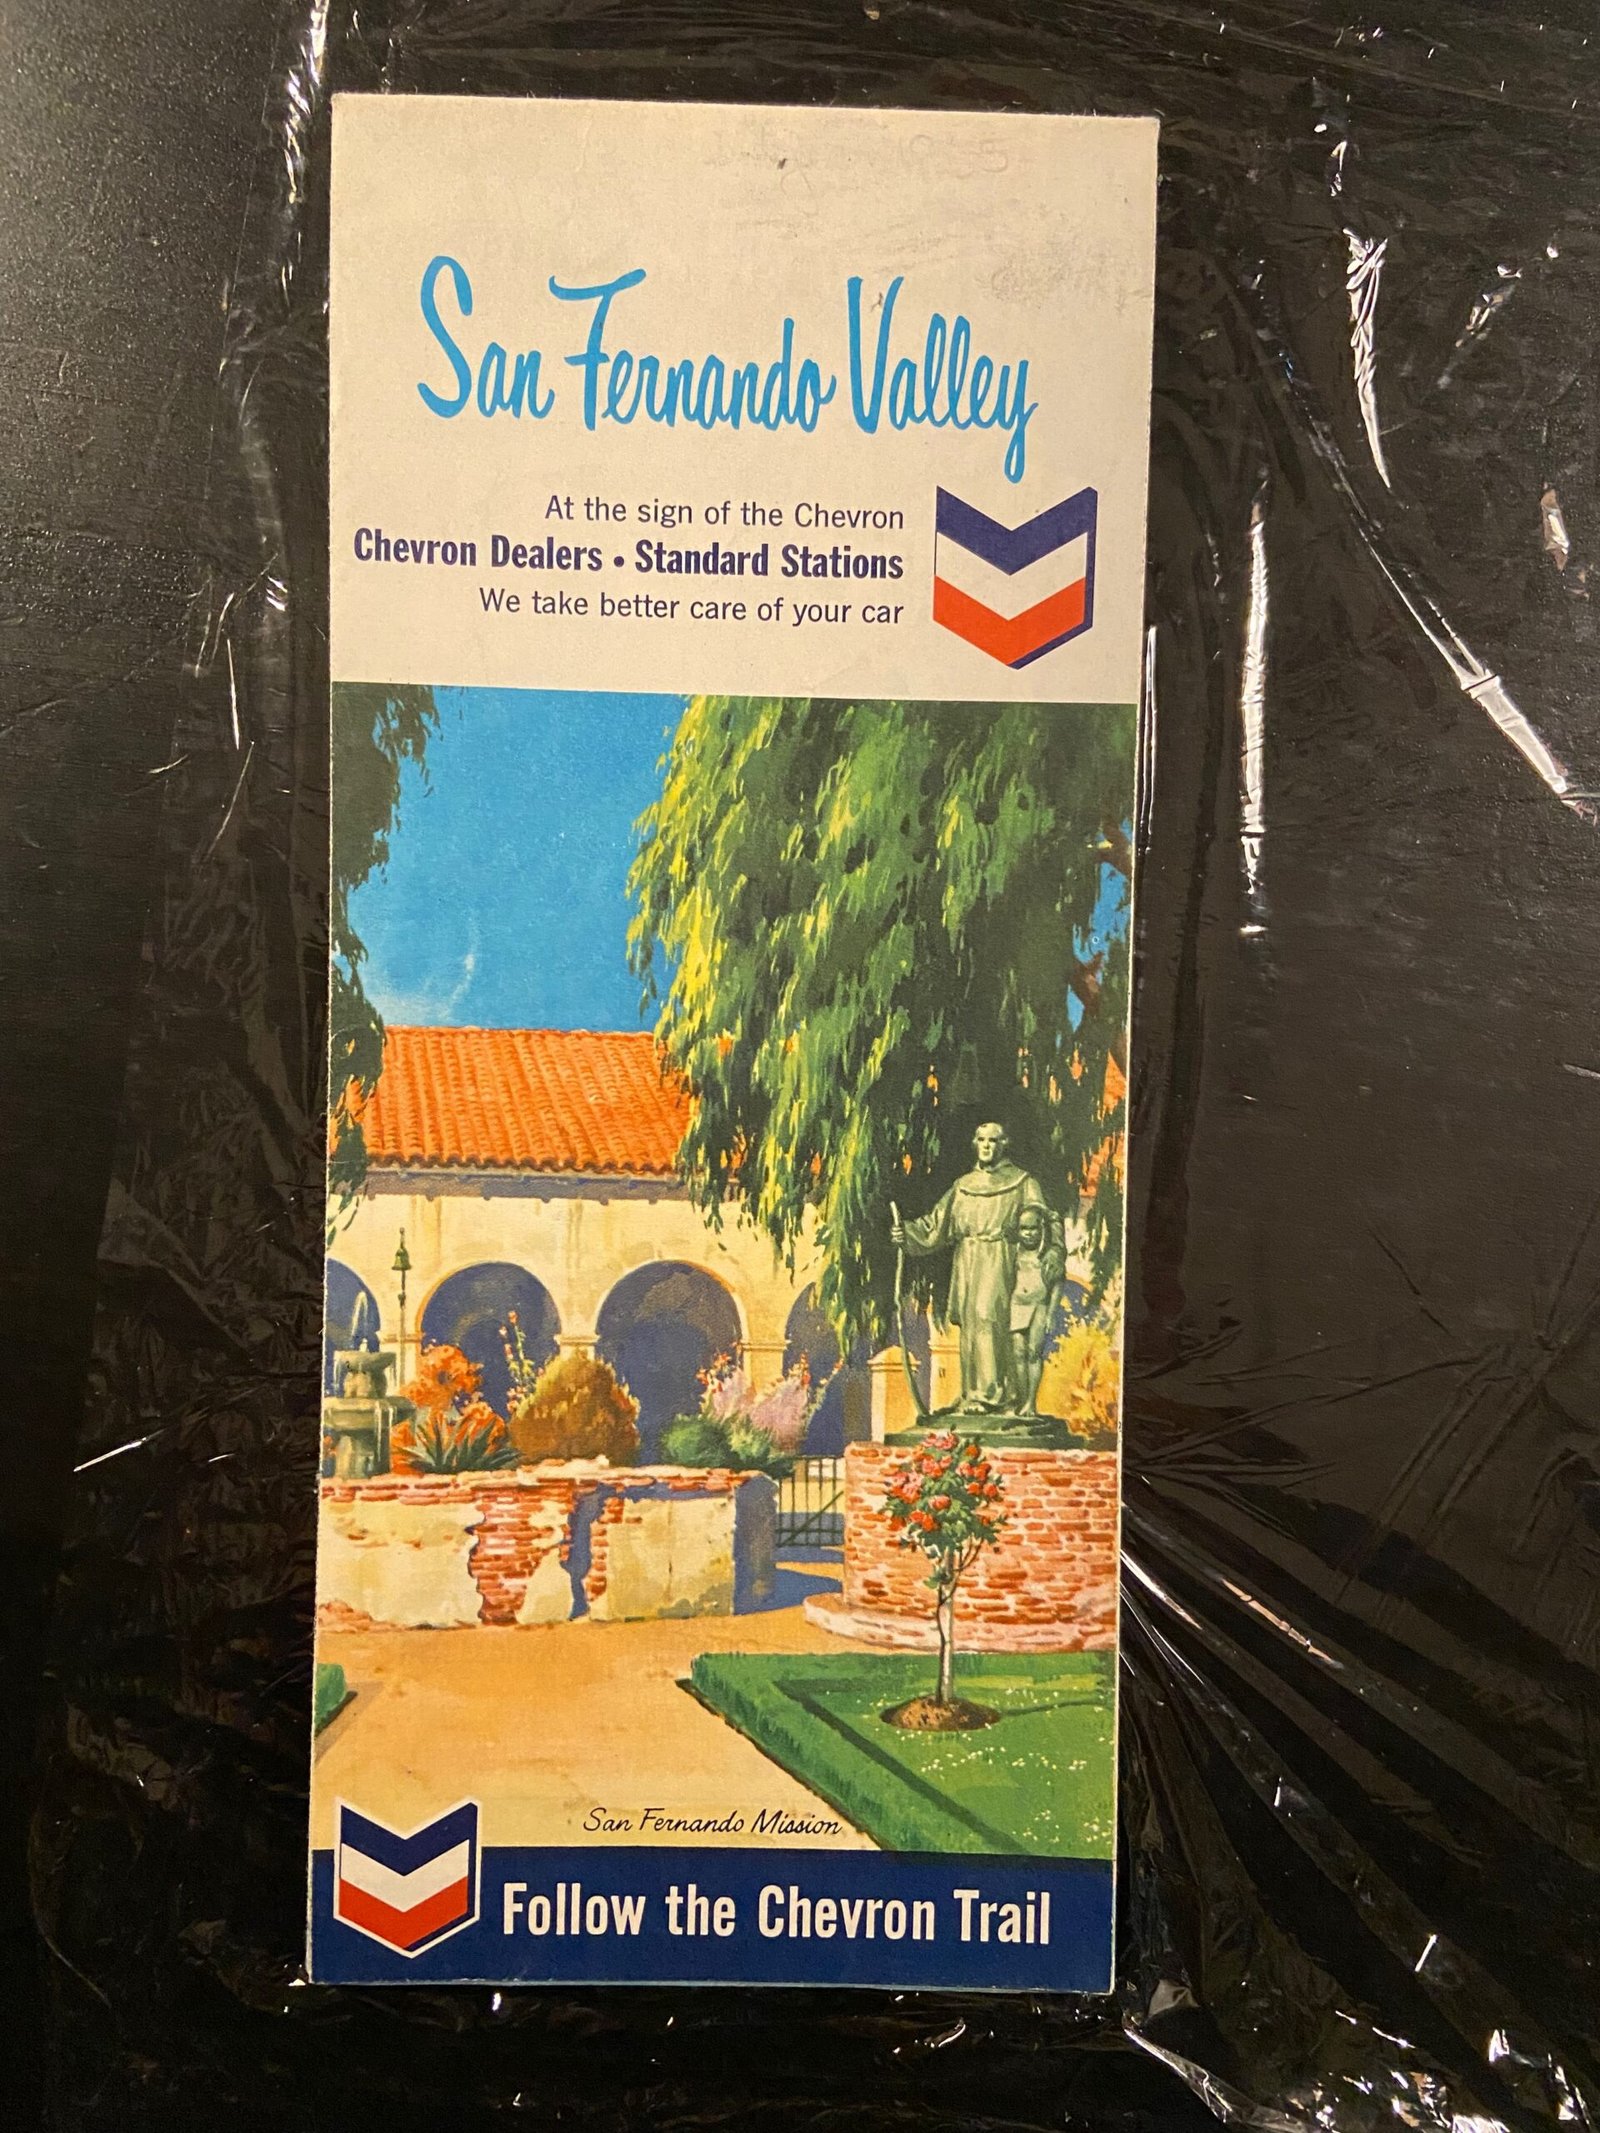 San Fernando Valley
At the sign of the Chevron
Chevron Dealers • Standard Stations
We take better care of your car
San Fernando Mission
Follow the Chevron Trail